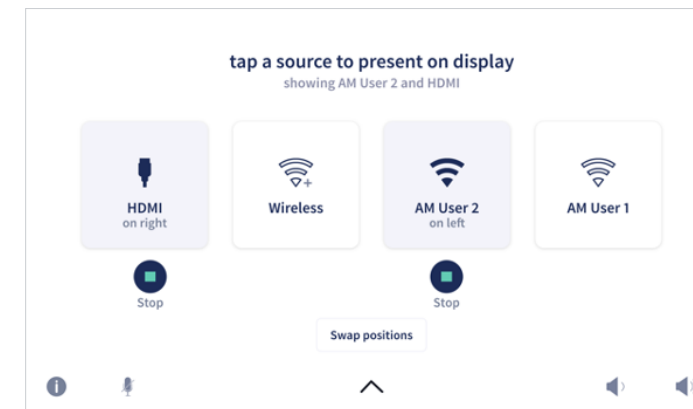 tap a source to present on display
showing AM User 2 and HDMI
HDMI
on right
Wireless
AM User 2
on left
AM User 1
Stop
Stop
Swap positions